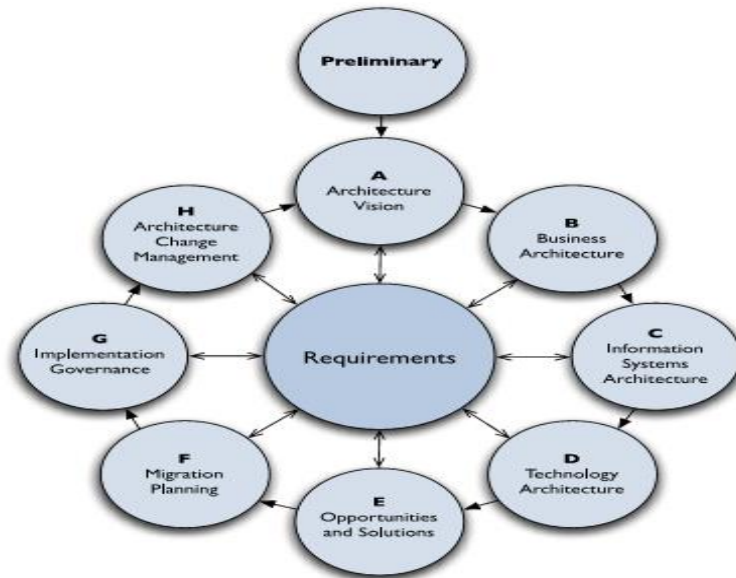 Preliminary
A
Architecture
Vision
H
Architecture
Change
Management
B
Business
Architecture
G
Implementation
Governance
Requirements
C
Information
Systems
Architecture
F
Migration
Planning
D
Technology
Architecture
E
Opportunities
and Solutions